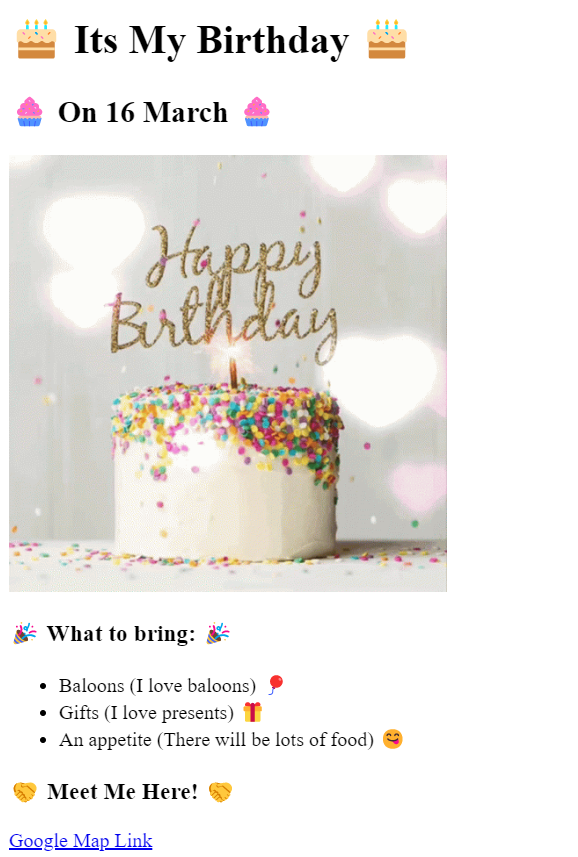 🎂 Its My Birthday 🎂
🧁 On 16 March 🧁
Happy
Birthday
🎉 What to bring: 🎉
• Baloons (I love baloons) 🎈
• Gifts (I love presents) 🎁
• An appetite (There will be lots of food) 😋
🤝 Meet Me Here! 🤝
Google Map Link